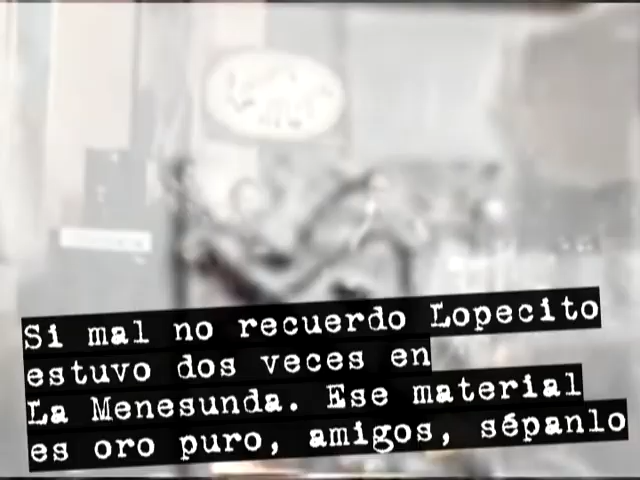 Si mal no recuerdo Lopecito
estuvo dos veces en
La Menesunda. Ese material
es oro puro, amigos, sépanlo